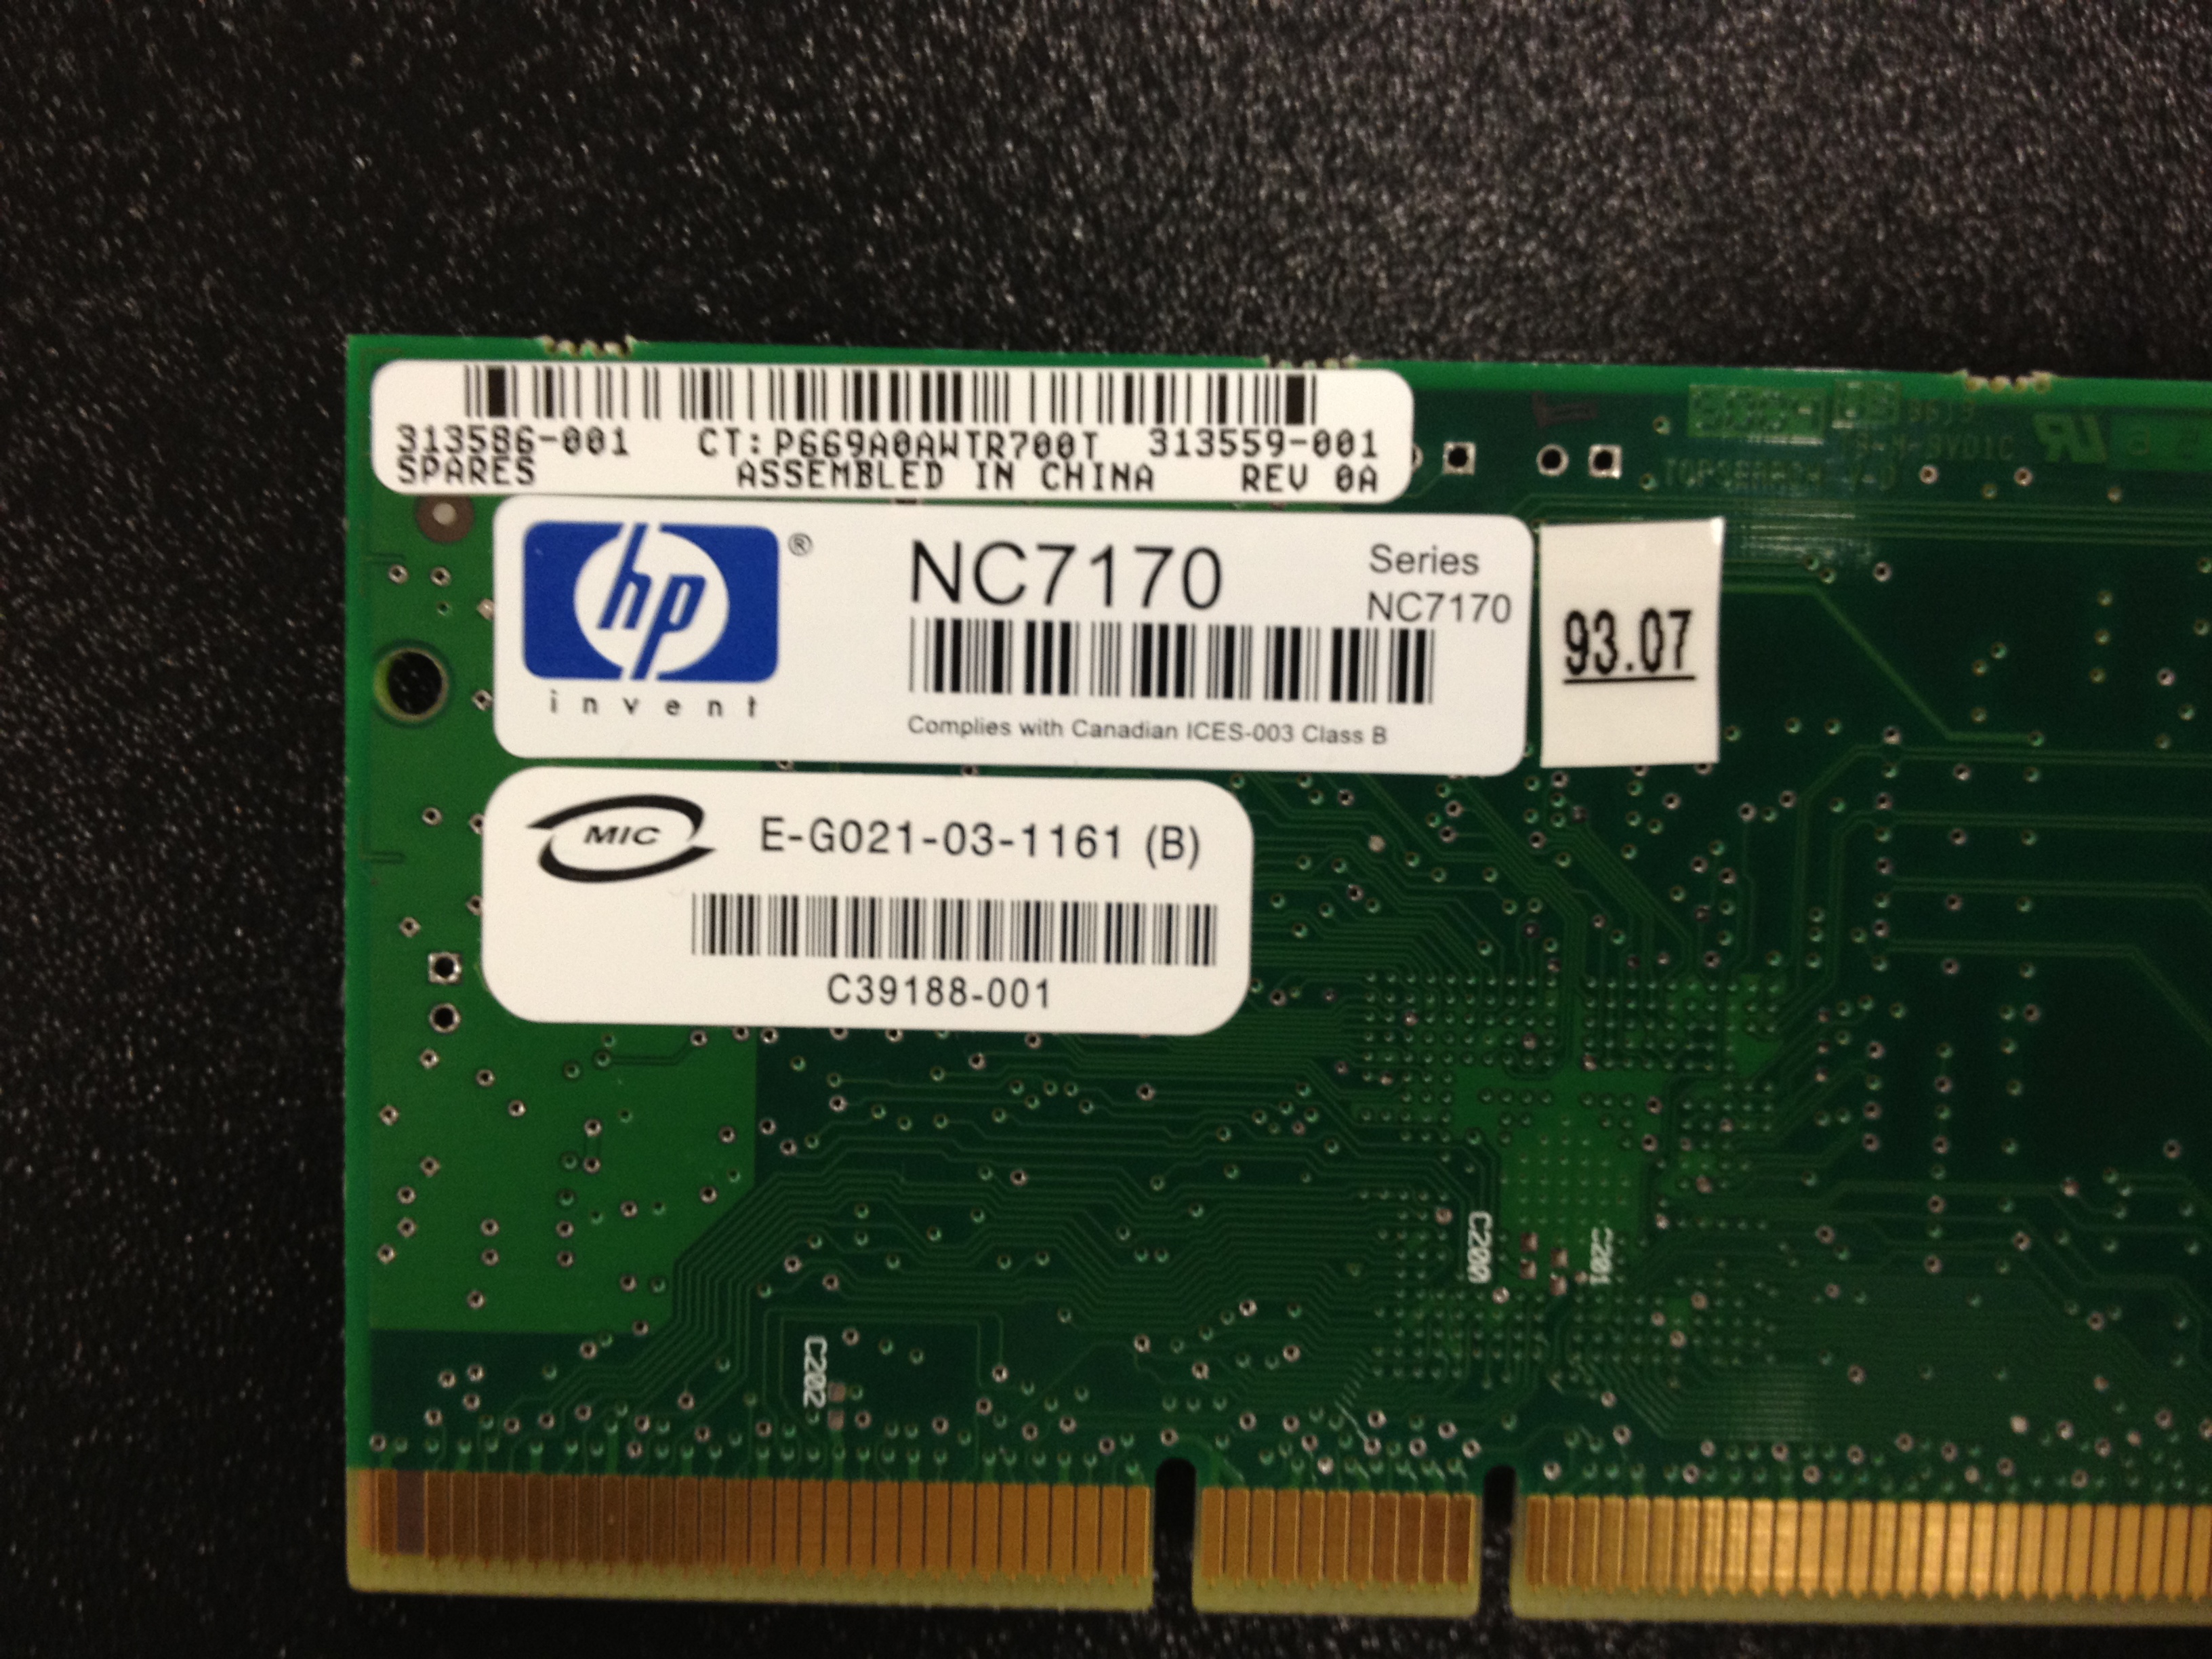 313586-001 CT:P669A0AWTR700T 313559-001
SPARES ASSEMBLED IN CHINA REV 0A
hp
®
NC7170
Series
NC7170
invent
Complies with Canadian ICES-003 Class B
93.07
MIC
E-G021-03-1161 (B)
C39188-001
C200
C201
C202